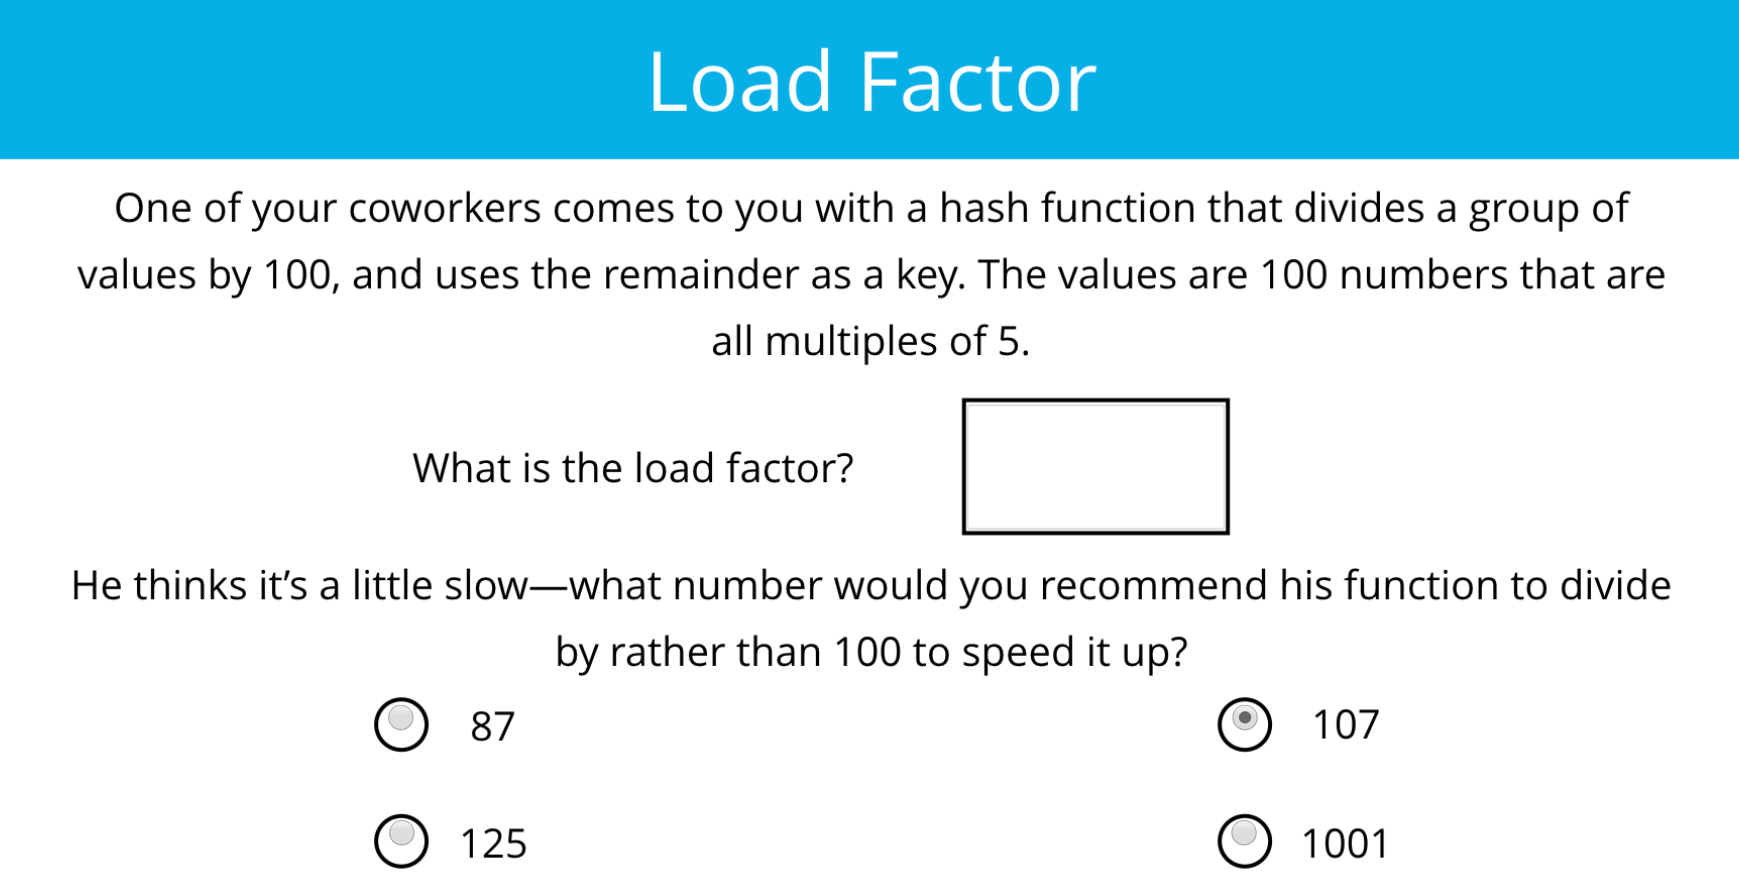 Load Factor
One of your coworkers comes to you with a hash function that divides a group of
values by 100, and uses the remainder as a key. The values are 100 numbers that are
all multiples of 5.
What is the load factor?
He thinks it’s a little slow—what number would you recommend his function to divide
by rather than 100 to speed it up?
87
107
125
1001